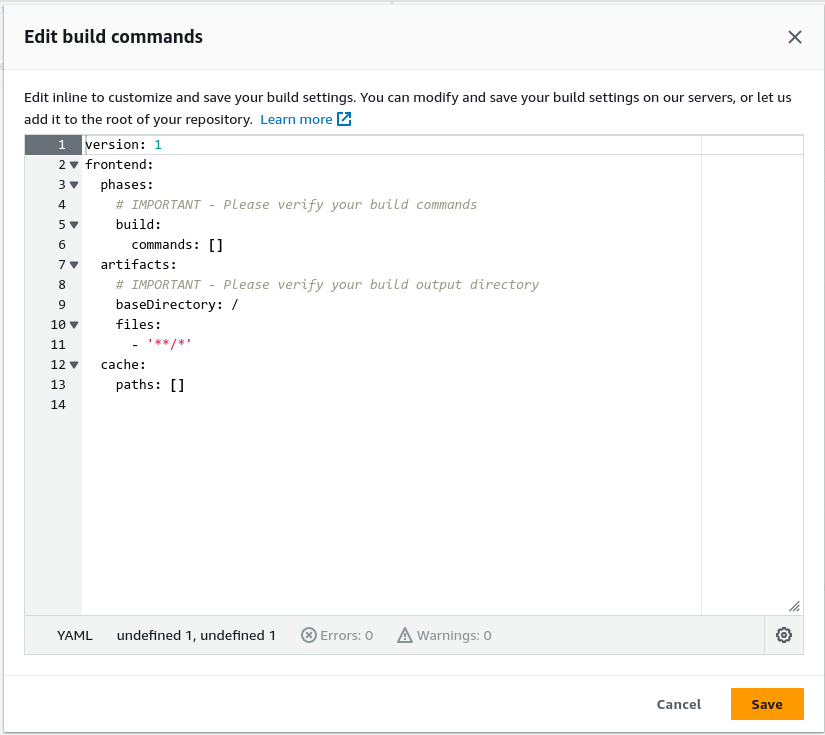 Edit build commands
Edit inline to customize and save your build settings. You can modify and save your build settings on our servers, or let us
add it to the root of your repository. Learn more
1 version: 1
2 frontend:
3 phases:
4 # IMPORTANT - Please verify your build commands
5 build:
6 commands: []
7 artifacts:
8 # IMPORTANT - Please verify your build output directory
9 baseDirectory: /
10 files:
11 - '**/*'
12 cache:
13 paths: []
14
YAML undefined 1, undefined 1 Errors: 0 Warnings: 0
Cancel Save